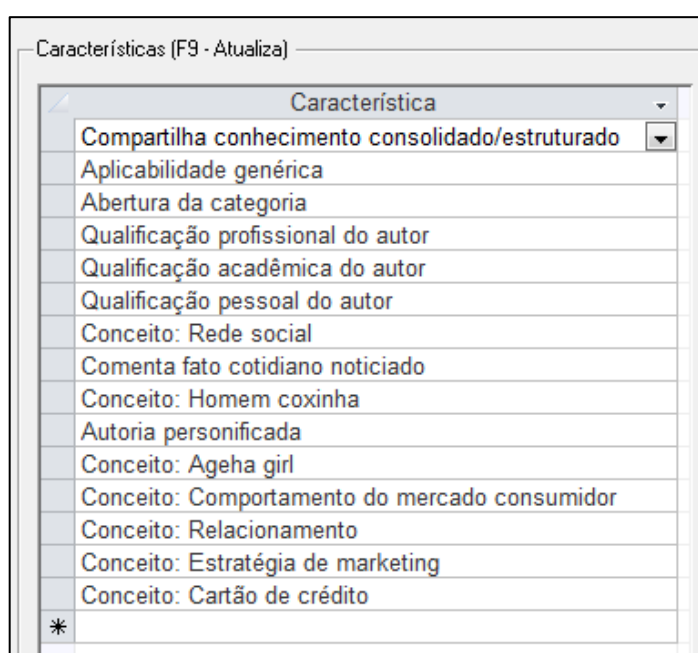 Características (F9 - Atualiza)
Característica
Compartilha conhecimento consolidado/estruturado
Aplicabilidade genérica
Abertura da categoria
Qualificação profissional do autor
Qualificação acadêmica do autor
Qualificação pessoal do autor
Conceito: Rede social
Comenta fato cotidiano noticiado
Conceito: Homem coxinha
Autoria personificada
Conceito: Ageha girl
Conceito: Comportamento do mercado consumidor
Conceito: Relacionamento
Conceito: Estratégia de marketing
Conceito: Cartão de crédito